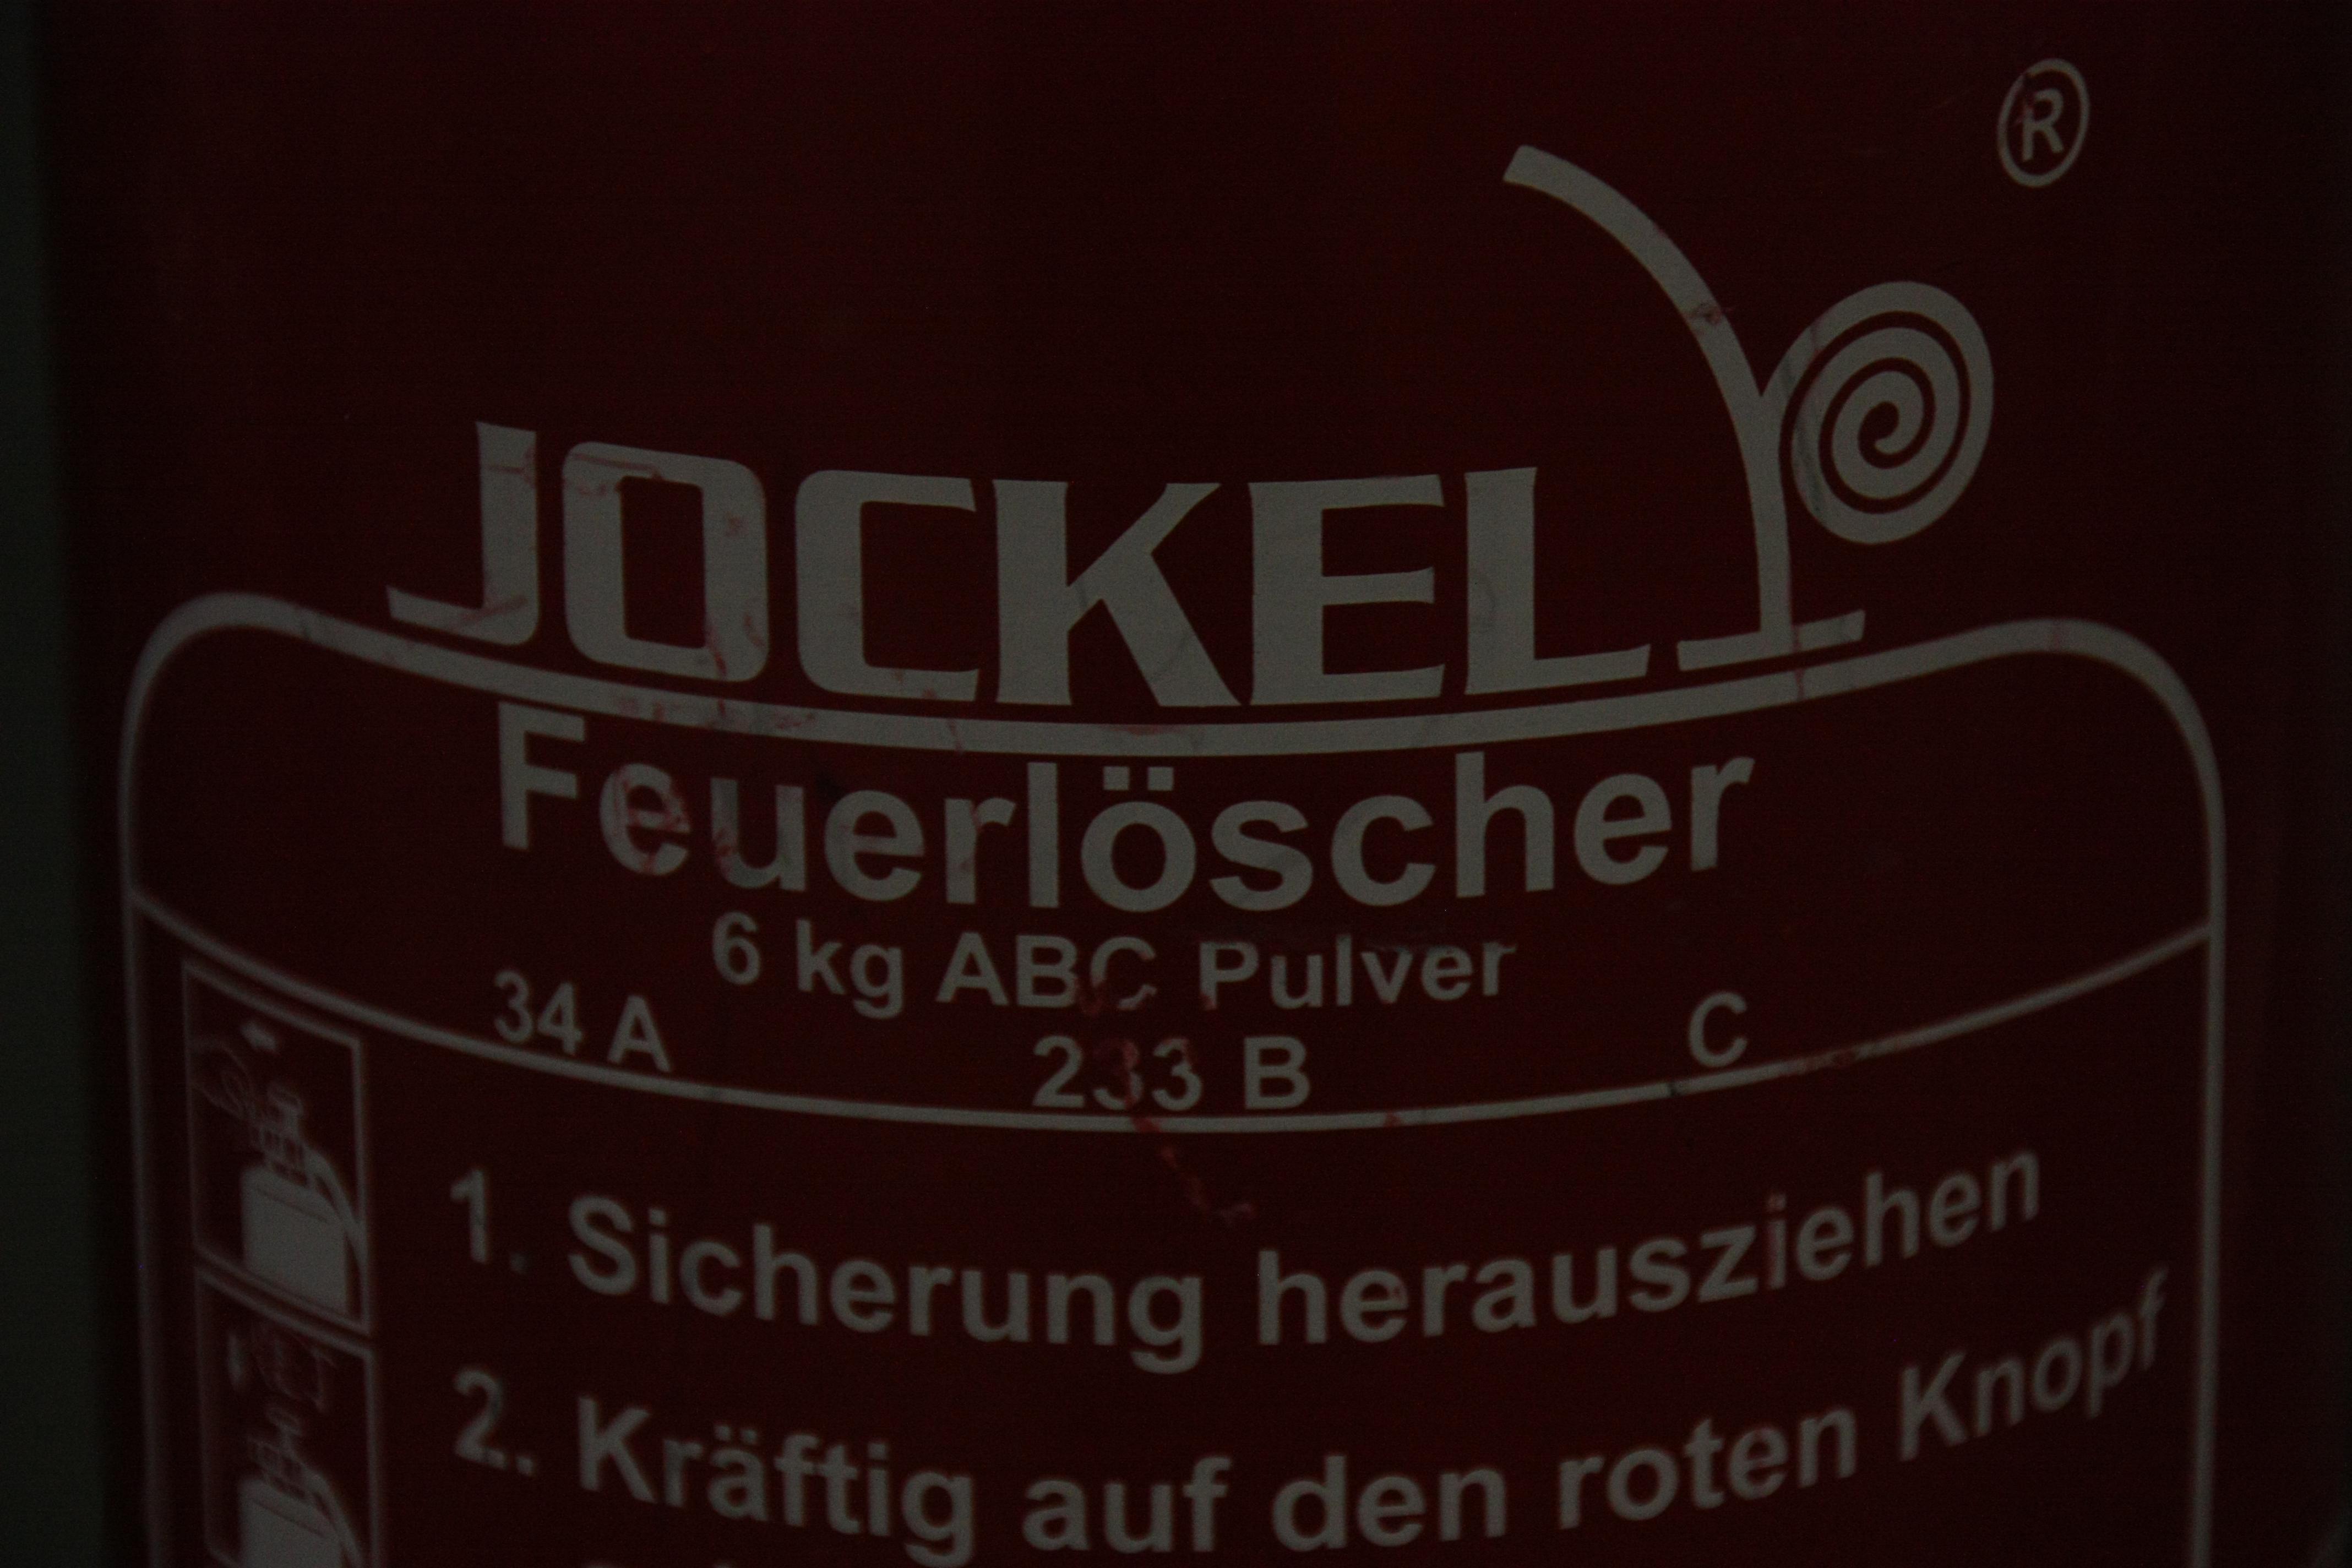 ®
JOCKEL
Feuerlöscher
6 kg ABC Pulver
34 A 233 B C
1. Sicherung herausziehen
2. Kräftig auf den roten Knopf